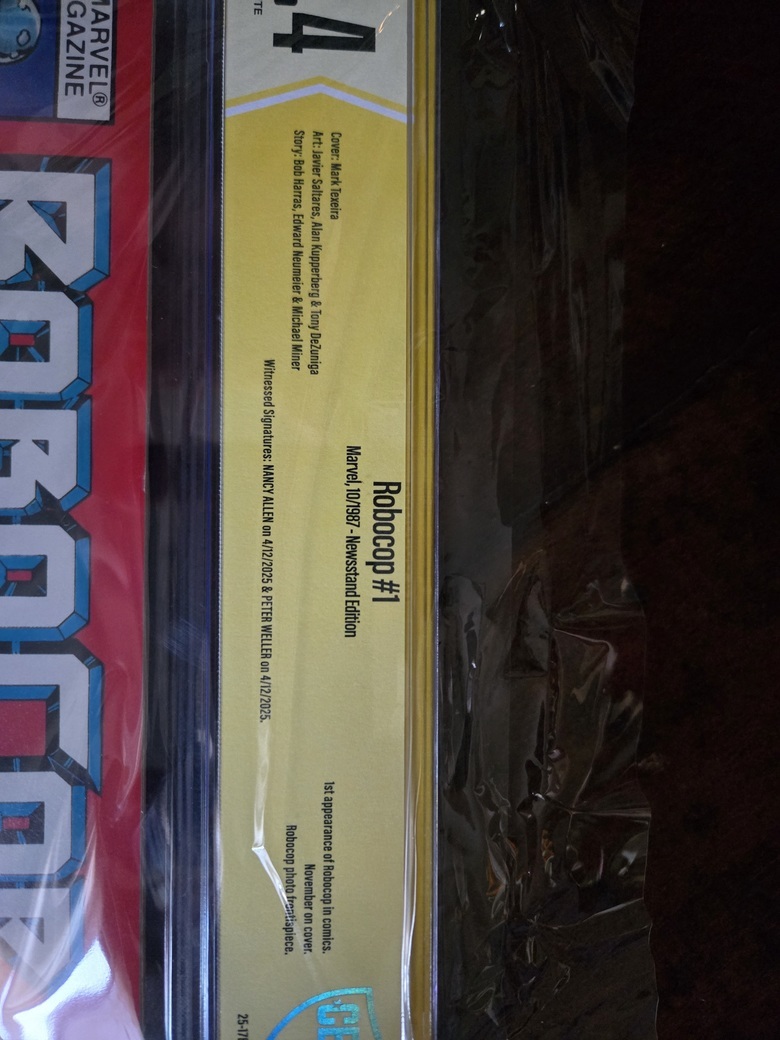 MARVEL®
GAZINE
ROBOCOP
.4
TE
Cover: Mark Texeira
Art: Javier Saltares, Alan Kupperberg & Tony DeZuniga
Story: Bob Harras, Edward Neumeier & Michael Miner
Robocop #1
Marvel, 10/1987 - Newsstand Edition
Witnessed Signatures: NANCY ALLEN on 4/12/2025 & PETER WELLER on 4/12/2025.
1st appearance of Robocop in comics.
November on cover.
Robocop photo frontispiece.